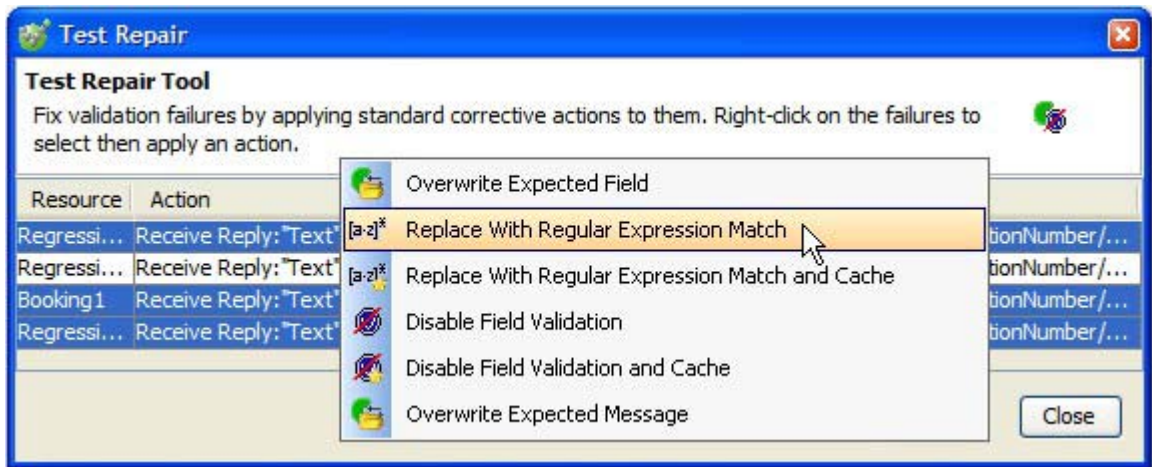 Test Repair
Test Repair Tool
Fix validation failures by applying standard corrective actions to them. Right-click on the failures to
select then apply an action.
Resource Action
Regressi... Receive Reply:"Text" tionNumber/...
Regressi... Receive Reply:"Text" tionNumber/...
Booking1 Receive Reply:"Text" tionNumber/...
Regressi... Receive Reply:"Text" tionNumber/...
Overwrite Expected Field
[a-z]* Replace With Regular Expression Match
[a-z]* Replace With Regular Expression Match and Cache
Disable Field Validation
Disable Field Validation and Cache
Overwrite Expected Message
Close